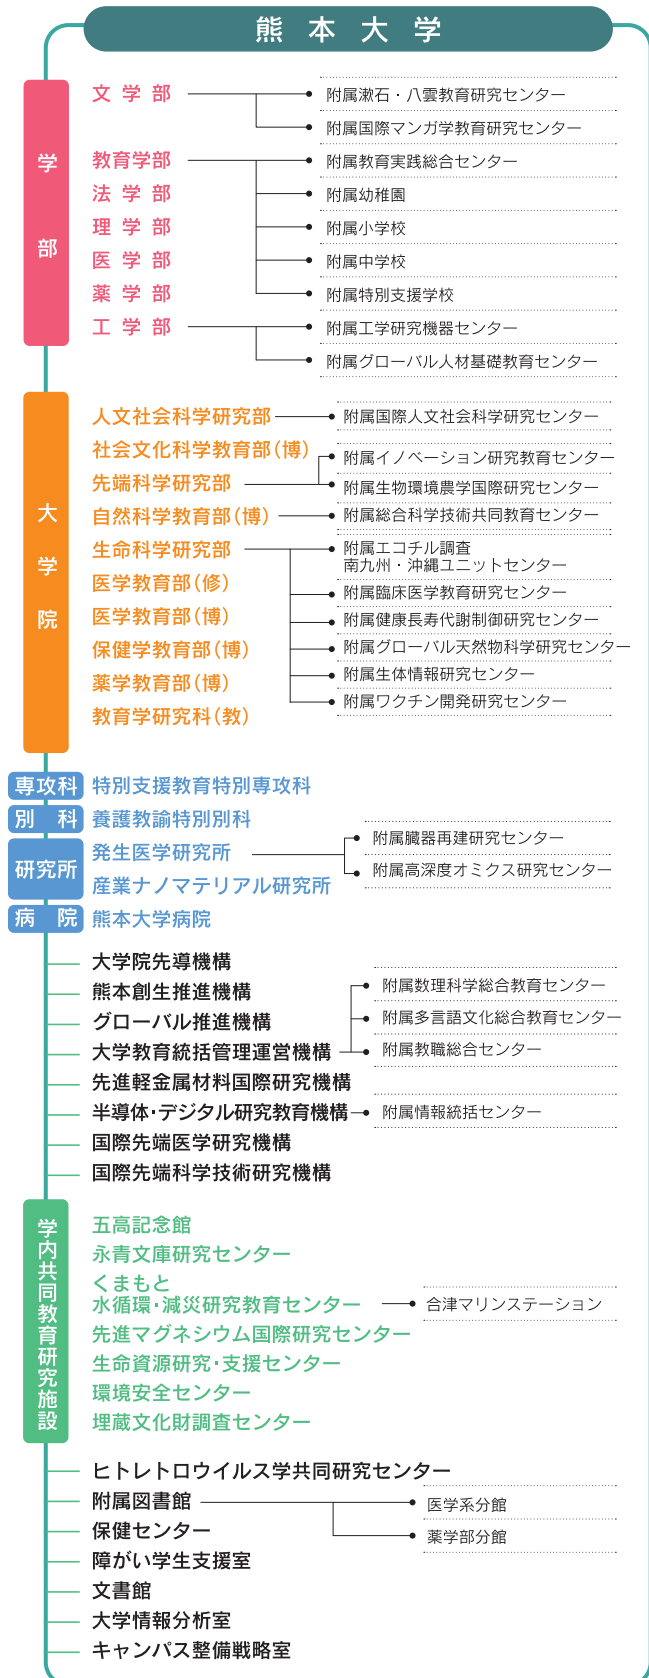 熊本大学
学部
文学部
附属漱石・八雲教育研究センター
附属国際マンガ学教育研究センター
教育学部
附属教育実践総合センター
法学部
附属幼稚園
理学部
附属小学校
医学部
附属中学校
薬学部
附属特別支援学校
工学部
附属工学研究機器センター
附属グローバル人材基礎教育センター
大学院
人文社会科学研究部
附属国際人文社会科学研究センター
社会文化科学教育部(博)
附属イノベーション研究教育センター
先端科学研究部
附属生物環境農学国際研究センター
自然科学教育部(博)
附属総合科学技術共同教育センター
生命科学研究部
附属エコチル調査
南九州・沖縄ユニットセンター
医学教育部(修)
附属臨床医学教育研究センター
医学教育部(博)
附属健康長寿代謝制御研究センター
保健学教育部(博)
附属グローバル天然物科学研究センター
薬学教育部(博)
附属生体情報研究センター
教育学研究科(教)
附属ワクチン開発研究センター
専攻科
特別支援教育特別専攻科
別科
養護教諭特別別科
研究所
発生医学研究所
附属臓器再建研究センター
附属高深度オミクス研究センター
産業ナノマテリアル研究所
病院
熊本大学病院
大学院先導機構
熊本創生推進機構
附属数理科学総合教育センター
グローバル推進機構
附属多言語文化総合教育センター
大学教育統括管理運営機構
附属教職総合センター
先進軽金属材料国際研究機構
半導体・デジタル研究教育機構
附属情報統括センター
国際先端医学研究機構
国際先端科学技術研究機構
学内共同教育研究施設
五高記念館
永青文庫研究センター
くまもと
水循環・減災研究教育センター
合津マリンステーション
先進マグネシウム国際研究センター
生命資源研究・支援センター
環境安全センター
埋蔵文化財調査センター
ヒトレトロウイルス学共同研究センター
附属図書館
医学系分館
薬学部分館
保健センター
障がい学生支援室
文書館
大学情報分析室
キャンパス整備戦略室